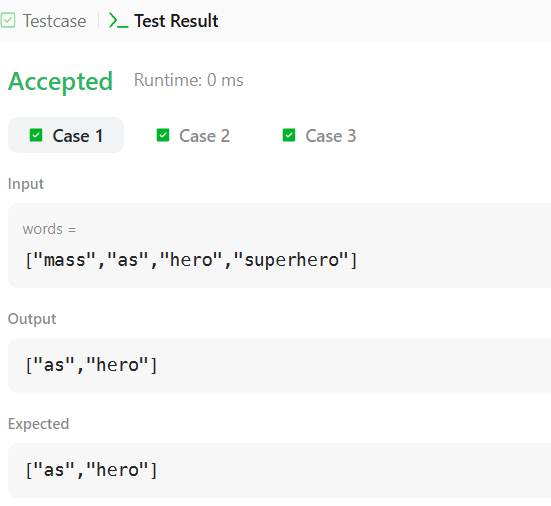 Testcase >_ Test Result
Accepted Runtime: 0 ms
Case 1 Case 2 Case 3
Input
words =
["mass","as","hero","superhero"]
Output
["as","hero"]
Expected
["as","hero"]